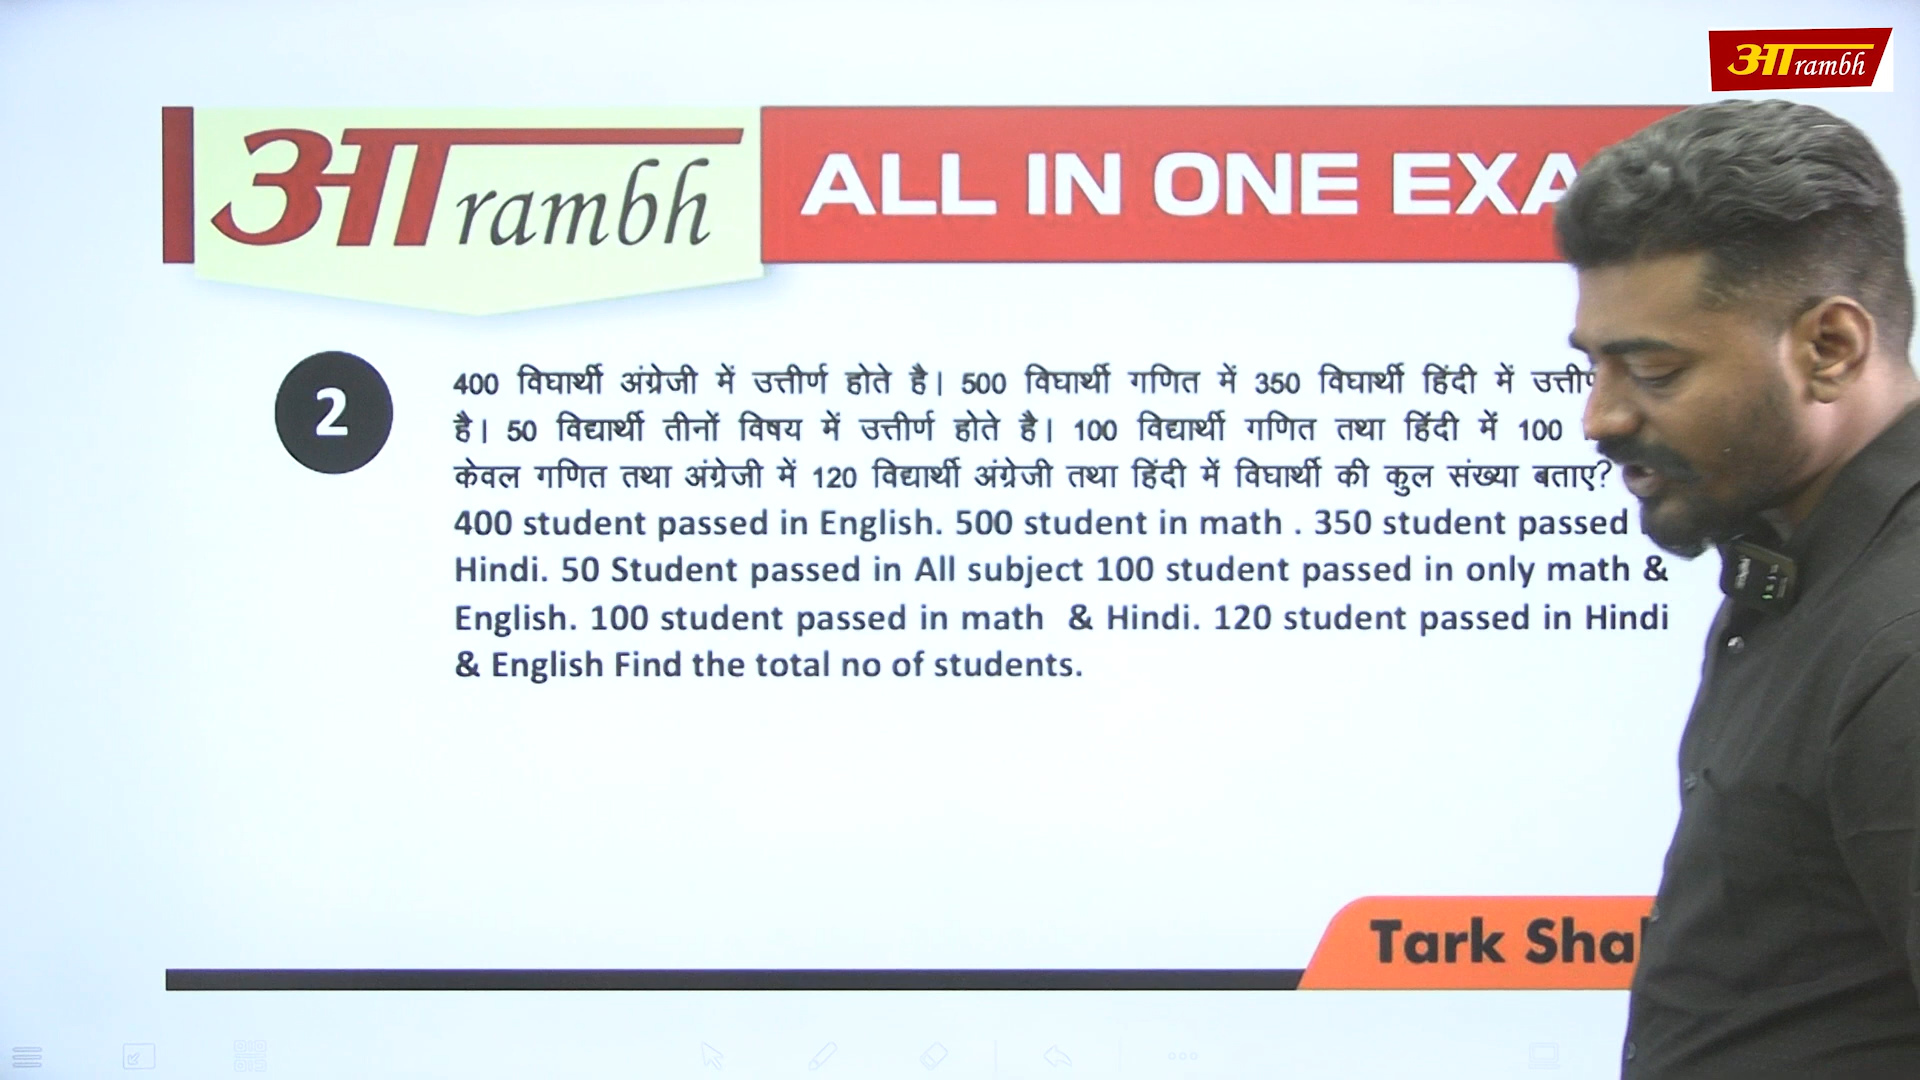 आrambh
आrambh ALL IN ONE EXA
2
400 विघार्थी अंग्रेजी में उत्तीर्ण होते है। 500 विघार्थी गणित में 350 विघार्थी हिंदी में
है। 50 विद्यार्थी तीनों विषय में उत्तीर्ण होते है। 100 विद्यार्थी गणित तथा हिंदी में 100
केवल गणित तथा अंग्रेजी में 120 विद्यार्थी अंग्रेजी तथा हिंदी में विघार्थी की कुल संख्या बताए?
400 student passed in English. 500 student in math . 350 student passed
Hindi. 50 Student passed in All subject 100 student passed in only math &
English. 100 student passed in math & Hindi. 120 student passed in Hindi
& English Find the total no of students.
Tark Sha